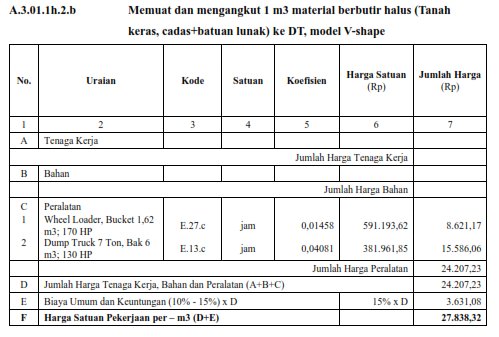 A.3.01.1h.2.b Memuat dan mengangkut 1 m3 material berbutir halus (Tanah
keras, cadas+batuan lunak) ke DT, model V-shape
No. Uraian Kode Satuan Koefisien Harga Satuan (Rp) Jumlah Harga (Rp)
1 2 3 4 5 6 7
A Tenaga Kerja
Jumlah Harga Tenaga Kerja
B Bahan
Jumlah Harga Bahan
C Peralatan
1 Wheel Loader, Bucket 1,62 m3; 170 HP E.27.c jam 0,01458 591.193,62 8.621,17
2 Dump Truck 7 Ton, Bak 6 m3; 130 HP E.13.c jam 0,04081 381.961,85 15.586,06
Jumlah Harga Peralatan 24.207,23
D Jumlah Harga Tenaga Kerja, Bahan dan Peralatan (A+B+C) 24.207,23
E Biaya Umum dan Keuntungan (10% - 15%) x D 15% x D 3.631,08
F Harga Satuan Pekerjaan per – m3 (D+E) 27.838,32